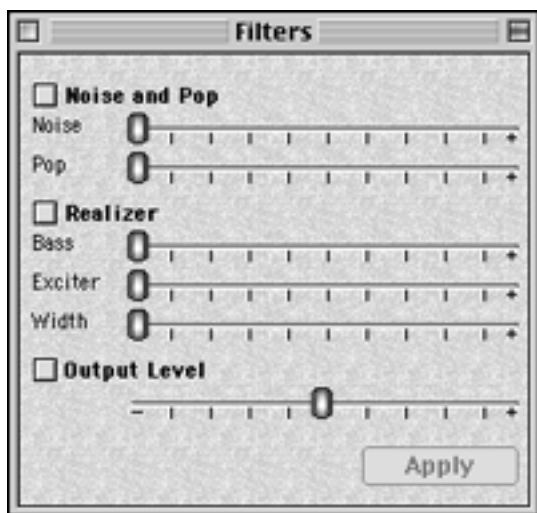 Filters
Noise and Pop
Noise
+
Pop
+
Realizer
Bass
+
Exciter
+
Width
+
Output Level
- +
Apply